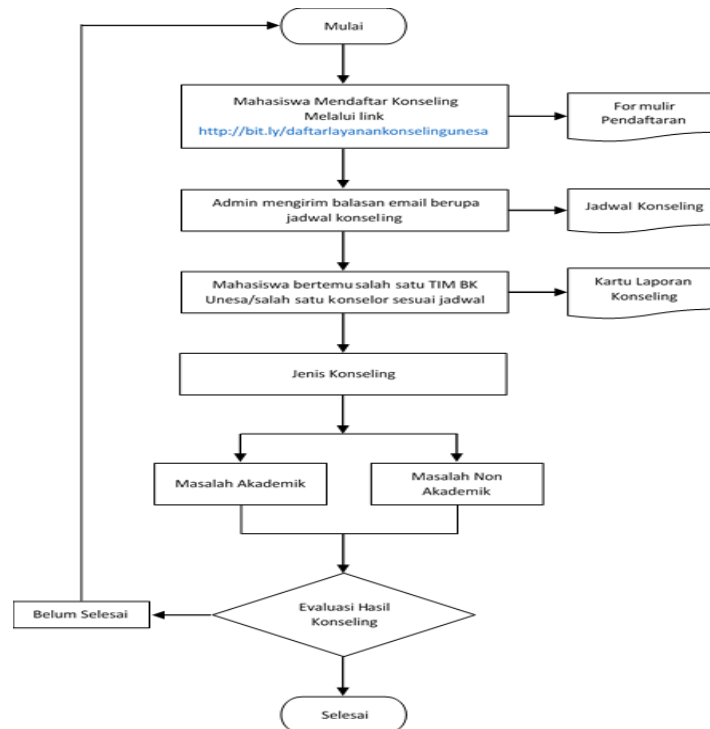 Mulai
Mahasiswa Mendaftar Konseling
Melalui link
http://bit.ly/daftarlayanankonselingunesa
For mulir
Pendaftaran
Admin mengirim balasan email berupa
jadwal konseling
Jadwal Konseling
Mahasiswa bertemu salah satu TIM BK
Unesa/salah satu konselor sesuai jadwal
Kartu Laporan
Konseling
Jenis Konseling
Masalah Akademik
Masalah Non
Akademik
Evaluasi Hasil
Konseling
Belum Selesai
Selesai